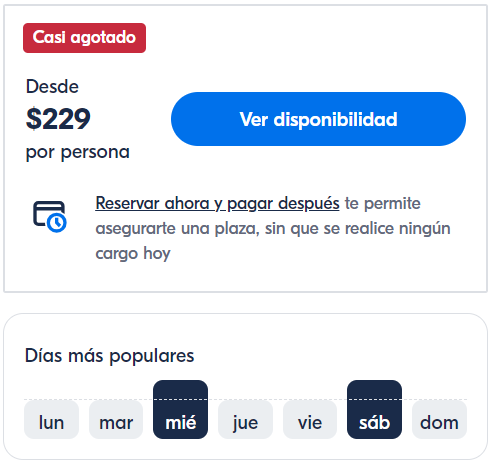 Casi agotado
Desde
$229
por persona
Ver disponibilidad
Reservar ahora y pagar después te permite
asegurarte una plaza, sin que se realice ningún
cargo hoy
Días más populares
lun mar mié jue vie sáb dom